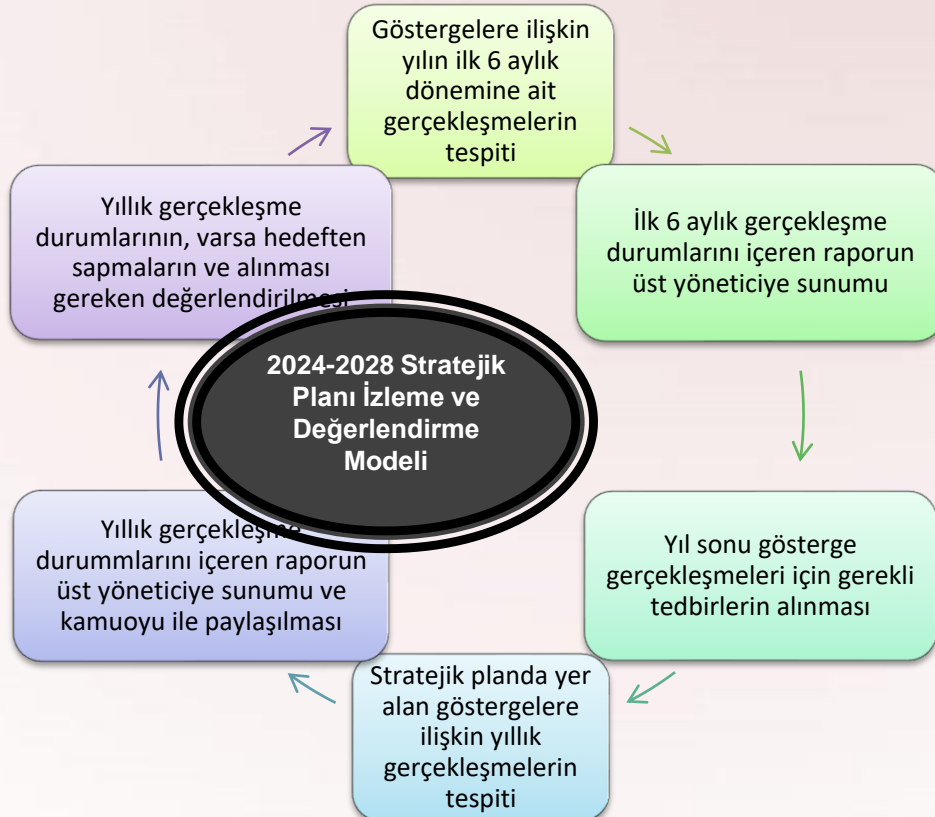 Göstergelere ilişkin
yılın ilk 6 aylık
dönemine ait
gerçekleşmelerin
tespiti
İlk 6 aylık gerçekleşme
durumlarını içeren raporun
üst yöneticiye sunumu
Yıl sonu gösterge
gerçekleşmeleri için gerekli
tedbirlerin alınması
Stratejik planda yer
alan göstergelere
ilişkin yıllık
gerçekleşmelerin
tespiti
Yıllık gerçekleşme
durummlarını içeren raporun
üst yöneticiye sunumu ve
kamuoyu ile paylaşılması
Yıllık gerçekleşme
durumlarının, varsa hedeften
sapmaların ve alınması
gereken değerlendirilmesi
2024-2028 Stratejik
Planı İzleme ve
Değerlendirme
Modeli